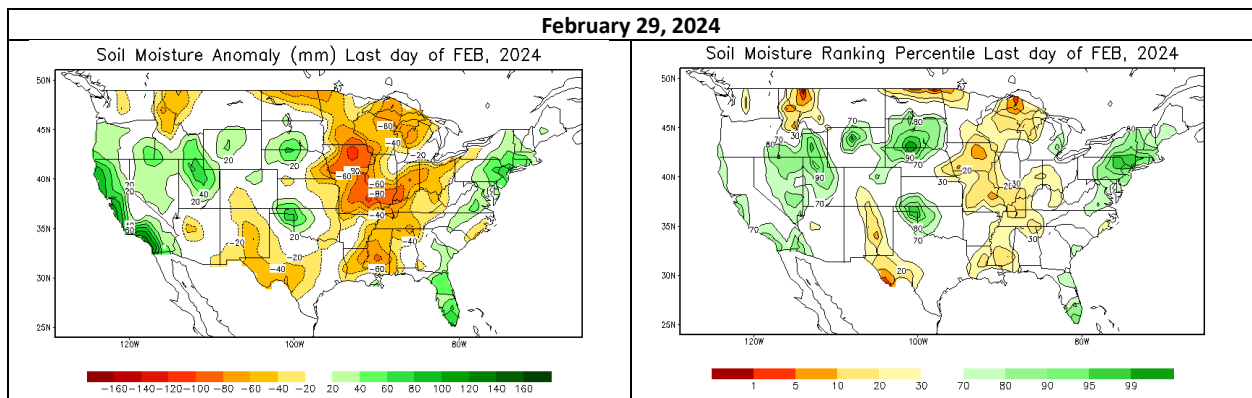 February 29, 2024
Soil Moisture Anomaly (mm) Last day of FEB, 2024
50N
45N
40N
35N
30N
25N
120W 100W 80W
-160 -140 -120 -100 -80 -60 -40 -20 20 40 60 80 100 120 140 160
Soil Moisture Ranking Percentile Last day of FEB, 2024
50N
45N
40N
35N
30N
25N
120W 100W 80W
1 5 10 20 30 70 80 90 95 99